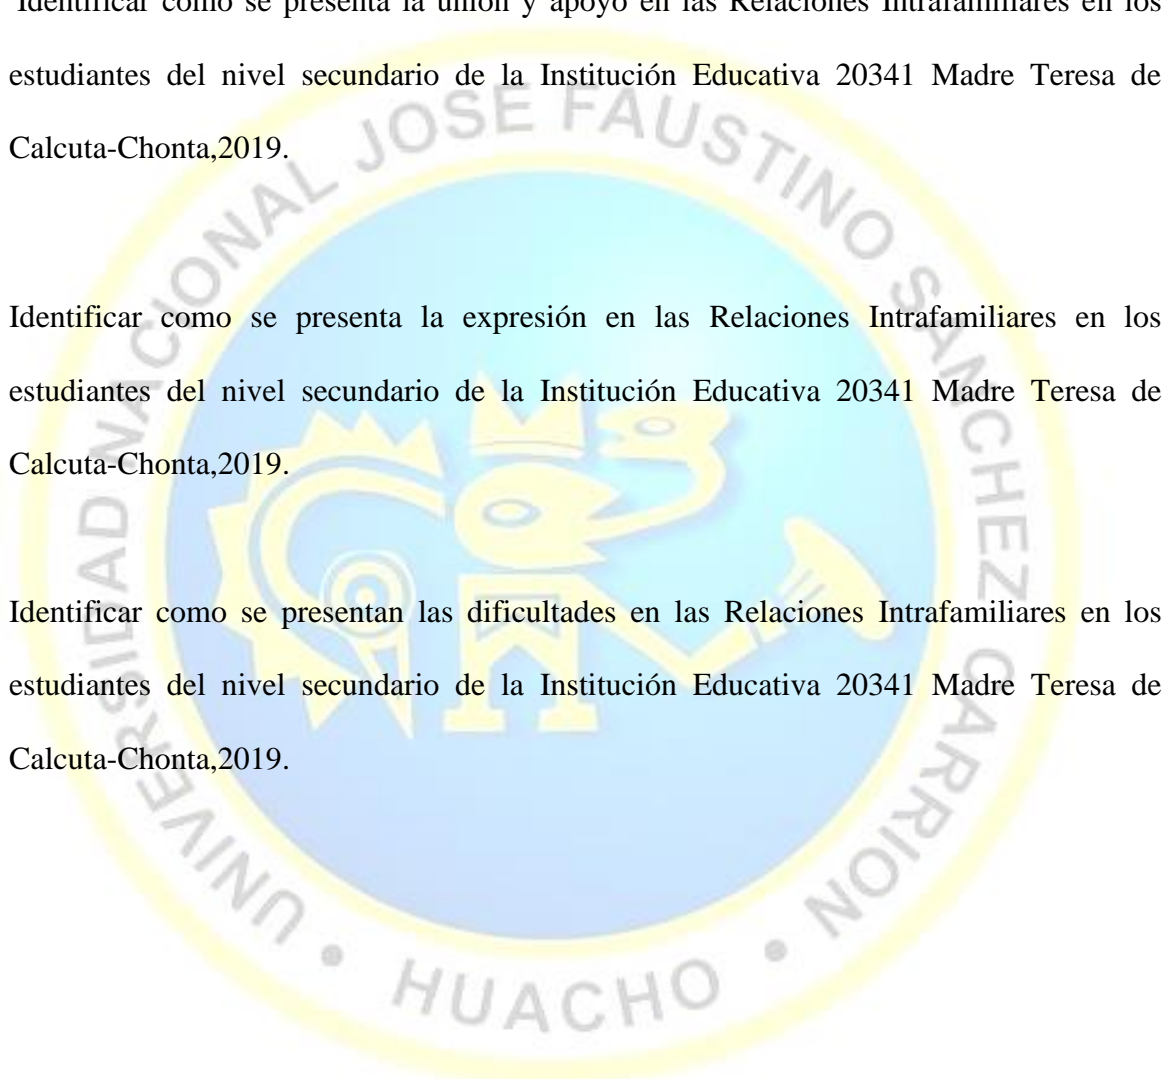 Identificar como se presenta la unión y apoyo en las Relaciones Intrafamiliares en los
estudiantes del nivel secundario de la Institución Educativa 20341 Madre Teresa de
Calcuta-Chonta,2019.
Identificar como se presenta la expresión en las Relaciones Intrafamiliares en los
estudiantes del nivel secundario de la Institución Educativa 20341 Madre Teresa de
Calcuta-Chonta,2019.
Identificar como se presentan las dificultades en las Relaciones Intrafamiliares en los
estudiantes del nivel secundario de la Institución Educativa 20341 Madre Teresa de
Calcuta-Chonta,2019.
UNIVERSIDAD NACIONAL JOSE FAUSTINO SANCHEZ CARRION
• HUACHO •